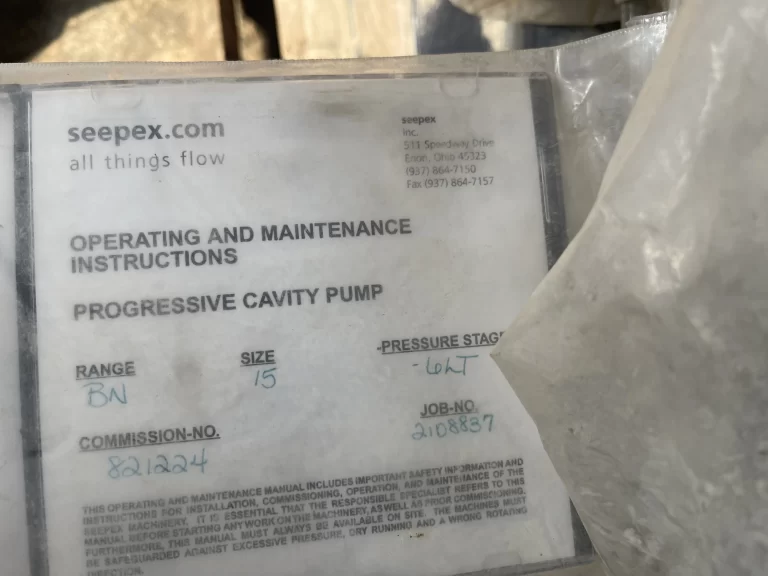 seepex.com
all things flow
seepex
Inc.
511 Speedway Drive
Enon, Ohio 45323
(937) 864-7150
Fax (937) 864-7157
OPERATING AND MAINTENANCE
INSTRUCTIONS
PROGRESSIVE CAVITY PUMP
RANGE SIZE -PRESSURE STAG
BN 15 -6LT
COMMISSION-NO. JOB-NO.
821224 2108837
THIS OPERATING AND MAINTENANCE MANUAL INCLUDES IMPORTANT SAFETY INFORMATION AND
INSTRUCTIONS FOR INSTALLATION, COMMISSIONING, OPERATION, AND MAINTENANCE OF THE
SEEPEX MACHINERY. IT IS ESSENTIAL THAT THE RESPONSIBLE SPECIALIST REFERS TO THIS
MANUAL BEFORE STARTING ANY WORK ON THE MACHINERY, AS WELL AS PRIOR COMMISSIONING.
FURTHERMORE, THIS MANUAL MUST ALWAYS BE AVAILABLE ON SITE. THE MACHINES MUST
BE SAFEGUARDED AGAINST EXCESSIVE PRESSURE, DRY RUNNING AND A WRONG ROTATING
DIRECTION.